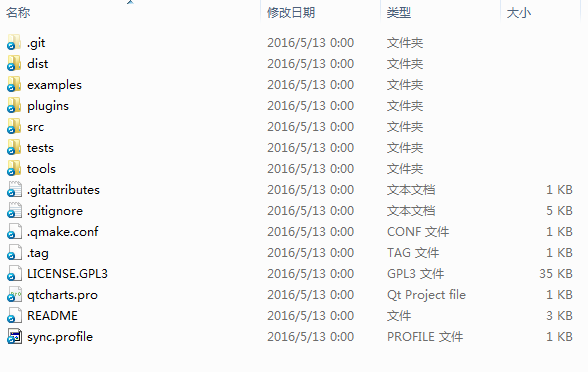 名称 修改日期 类型 大小
.git 2016/5/13 0:00 文件夹
dist 2016/5/13 0:00 文件夹
examples 2016/5/13 0:00 文件夹
plugins 2016/5/13 0:00 文件夹
src 2016/5/13 0:00 文件夹
tests 2016/5/13 0:00 文件夹
tools 2016/5/13 0:00 文件夹
.gitattributes 2016/5/13 0:00 文本文档 1 KB
.gitignore 2016/5/13 0:00 文本文档 5 KB
.qmake.conf 2016/5/13 0:00 CONF 文件 1 KB
.tag 2016/5/13 0:00 TAG 文件 1 KB
LICENSE.GPL3 2016/5/13 0:00 GPL3 文件 35 KB
qtcharts.pro 2016/5/13 0:00 Qt Project file 1 KB
README 2016/5/13 0:00 文件 3 KB
sync.profile 2016/5/13 0:00 PROFILE 文件 1 KB